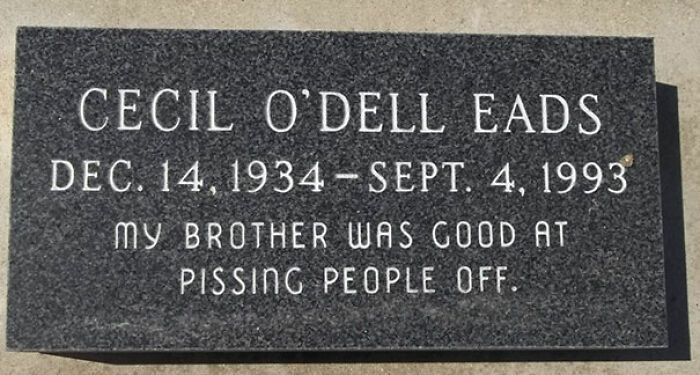 CECIL O'DELL EADS
DEC. 14, 1934 – SEPT. 4, 1993
MY BROTHER WAS GOOD AT
PISSING PEOPLE OFF.